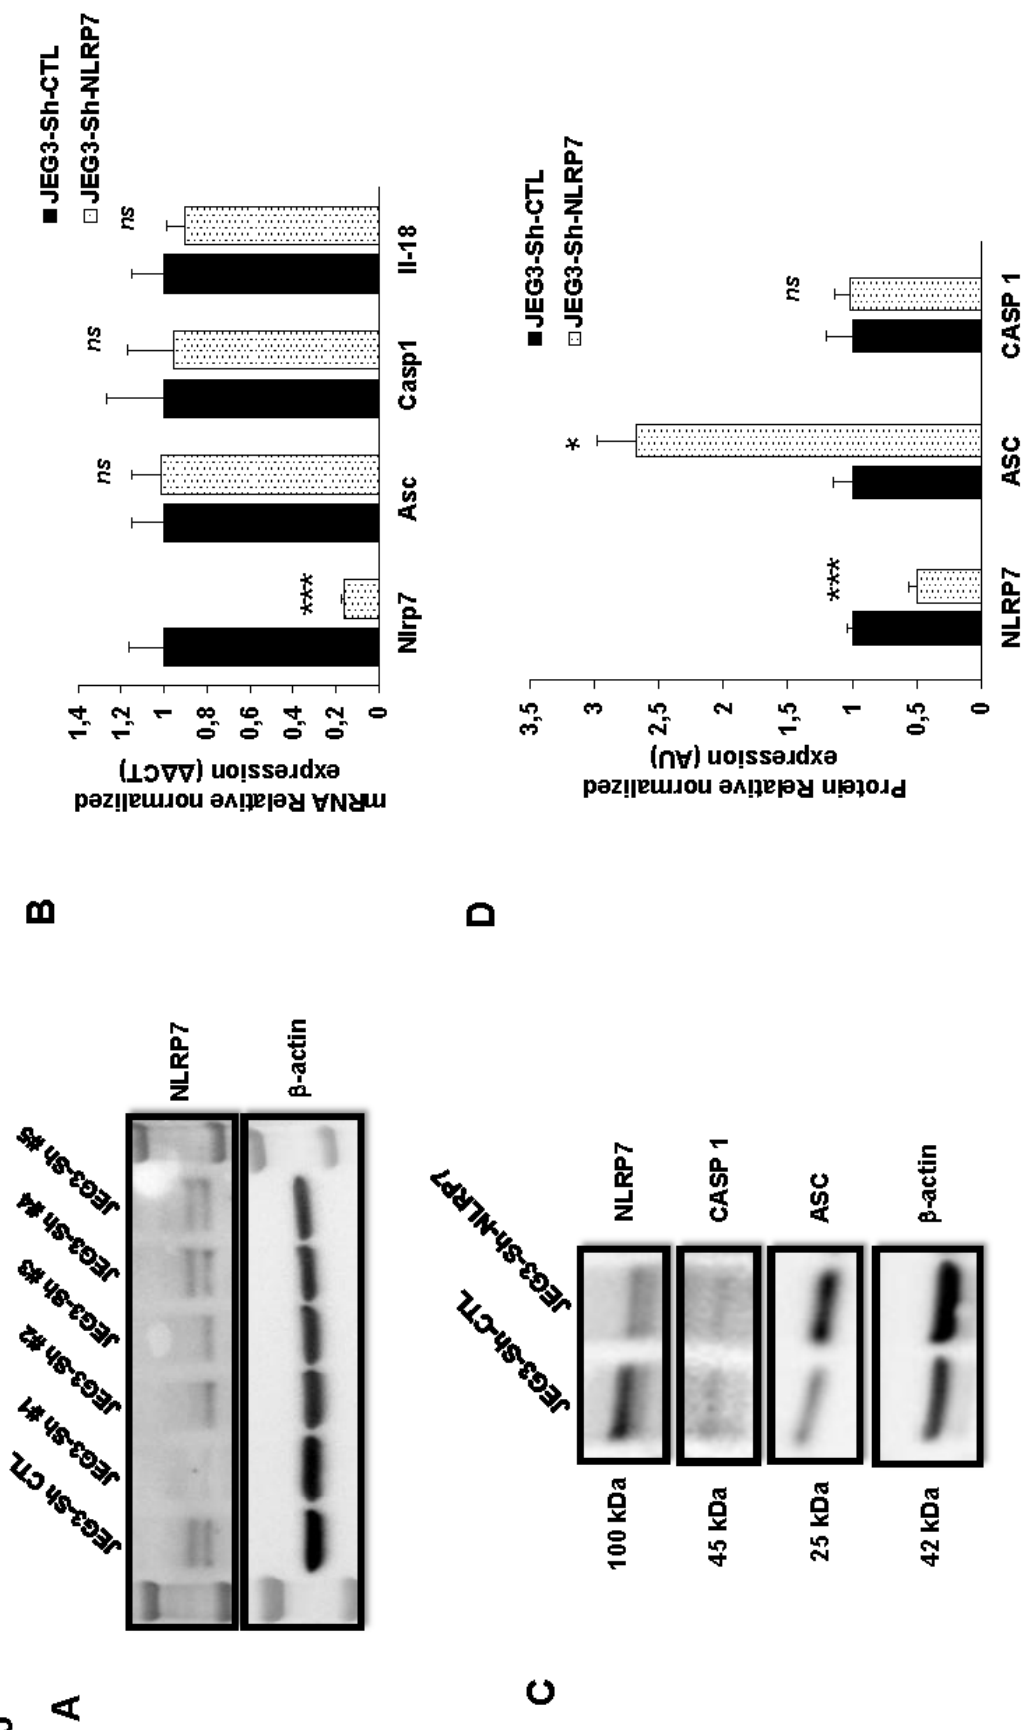 A
JEG3-Sh CTL
JEG3-Sh #1
JEG3-Sh #2
JEG3-Sh #3
JEG3-Sh #4
JEG3-Sh #5
NLRP7
β-actin
B
mRNA Relative normalized
expression (ΔΔCT)
1,4
1,2
1
0,8
0,6
0,4
0,2
0
■JEG3-Sh-CTL
□JEG3-Sh-NLRP7
***
ns
ns
ns
Nlrp7 Asc Casp1 Il-18
C
JEG3-Sh-CTL
JEG3-Sh-NLRP7
100 kDa NLRP7
45 kDa CASP 1
25 kDa ASC
42 kDa β-actin
D
Protein Relative normalized
expression (AU)
3,5
3
2,5
2
1,5
1
0,5
0
■JEG3-Sh-CTL
□JEG3-Sh-NLRP7
***
*
ns
NLRP7 ASC CASP 1